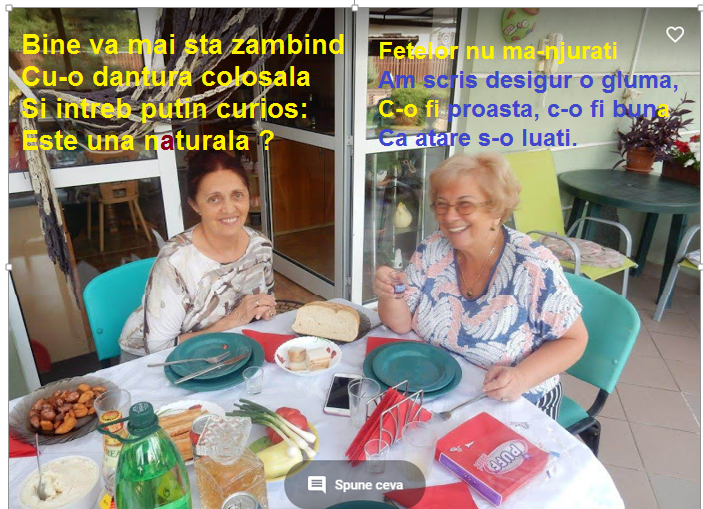 Bine va mai sta zambind
Cu-o dantura colosala
Si intreb putin curios:
Este una naturala ?
Fetelor nu ma-njurati
Am scris desigur o gluma,
C-o fi proasta, c-o fi buna
Ca atare s-o luati.
PUFF
Spune ceva